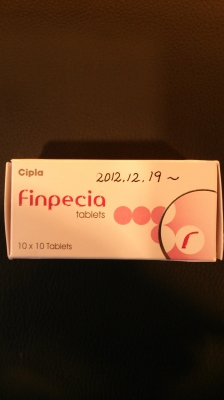 Cipla
2012.12.19~
Finpecia
tablets
10 x 10 Tablets